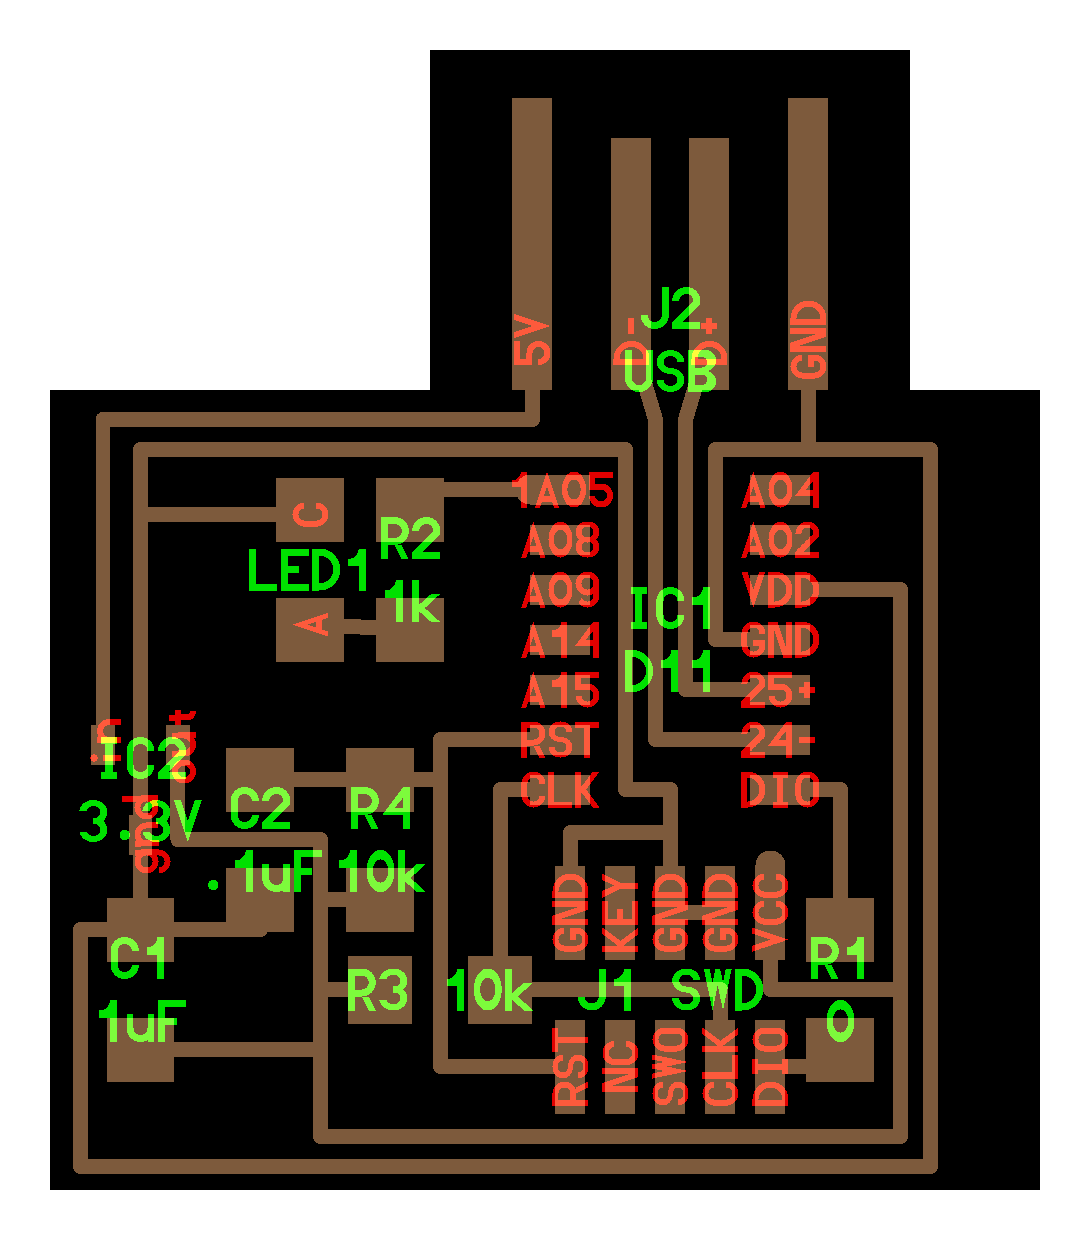 5V
D-
D+
GND
J2
USB
1A05
A04
C
R2
A08
A02
LED1
1k
A09
VDD
IC1
A
A14
GND
D11
A15
25+
in
out
IC2
RST
24-
CLK
DIO
3.3V
gnd
C2
R4
.1uF
10k
GND
KEY
GND
GND
VCC
C1
R1
R3
10k
J1 SWD
1uF
0
RST
NC
SWO
CLK
DIO